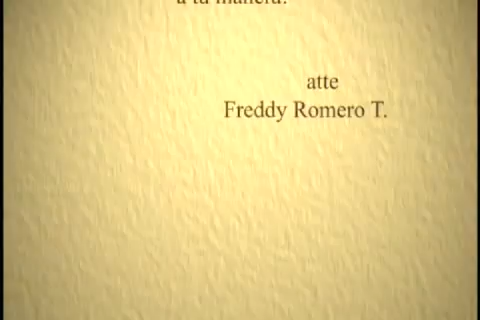 a tu manera.
atte
Freddy Romero T.